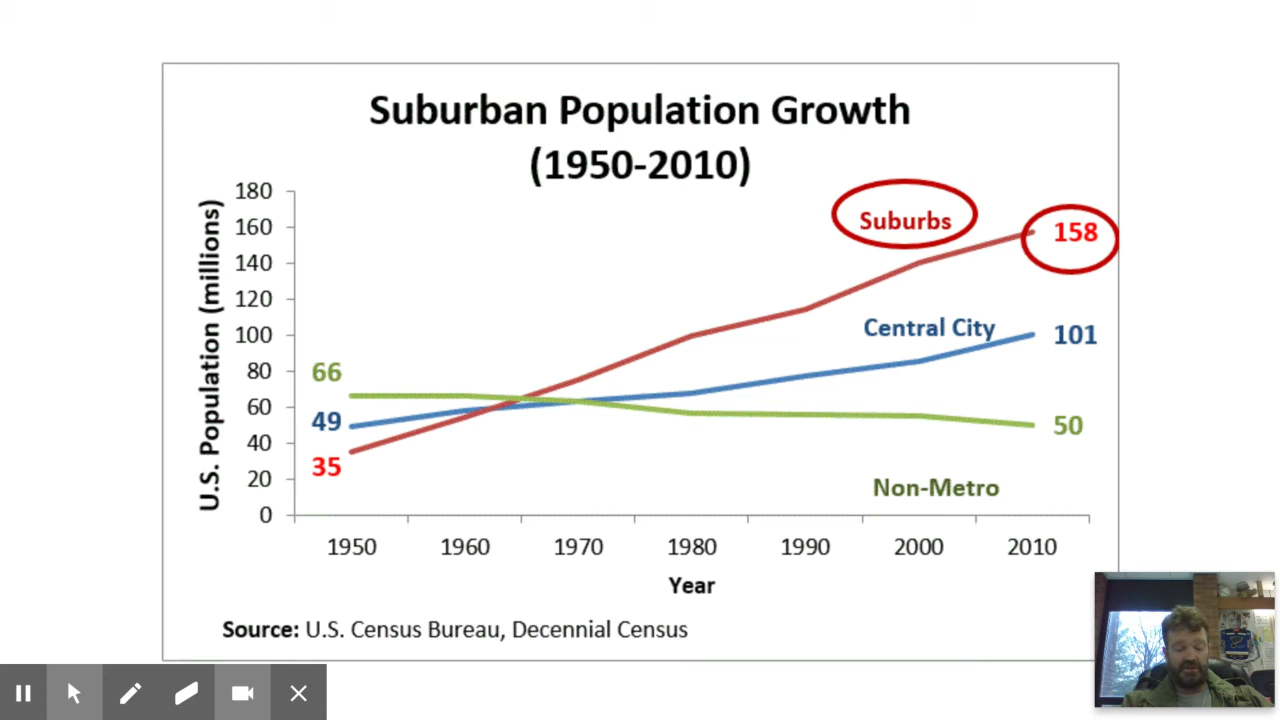 Suburban Population Growth
(1950-2010)
U.S. Population (millions)
180
160
140
120
100
80
60
40
20
0
66
49
35
Suburbs
158
Central City
101
50
Non-Metro
1950 1960 1970 1980 1990 2000 2010
Year
Source: U.S. Census Bureau, Decennial Census